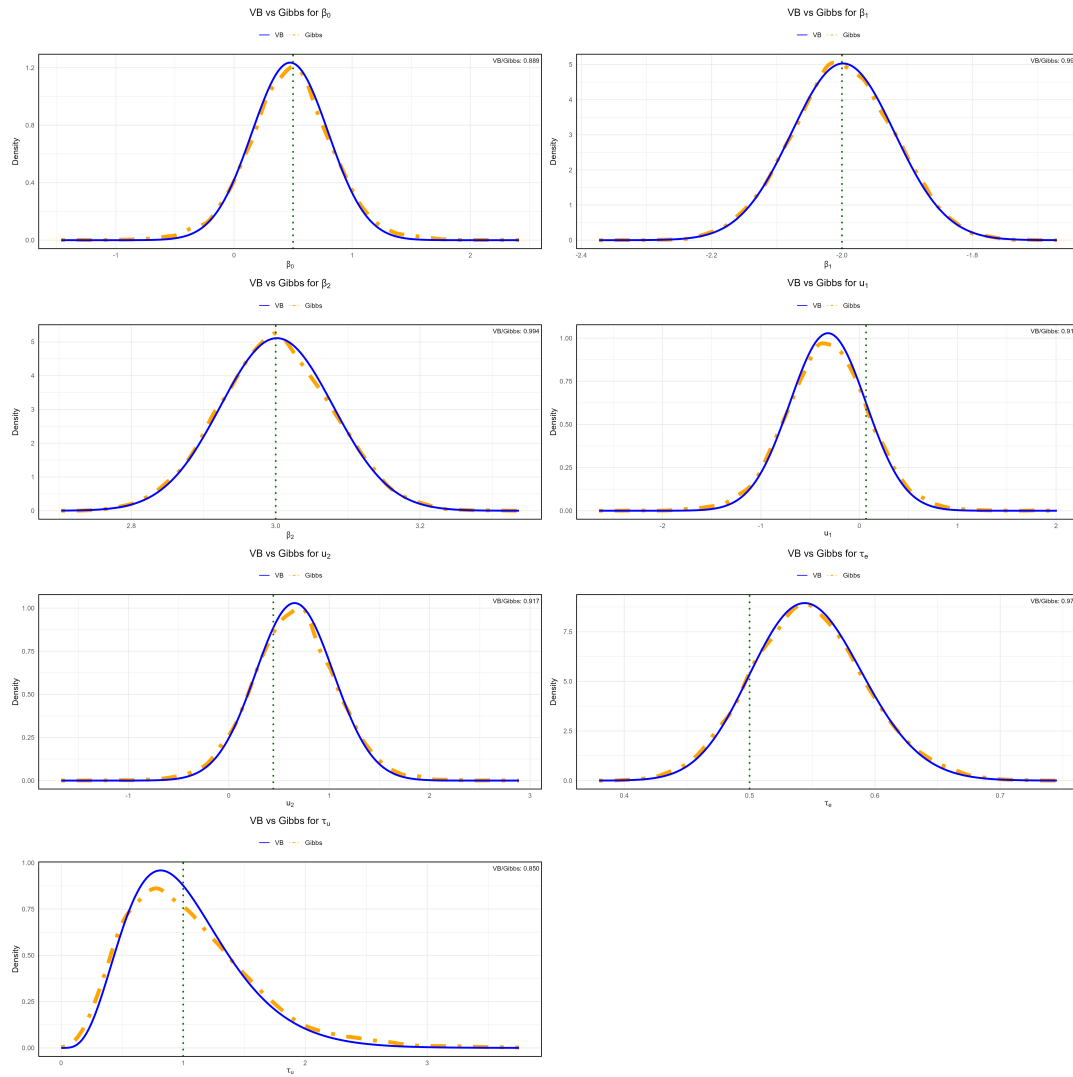 VB vs Gibbs for β₀
VB Gibbs
VB/Gibbs: 0.889
Density
1.2
0.8
0.4
0.0
-1 0 1 2
β₀
VB vs Gibbs for β₁
VB Gibbs
VB/Gibbs: 0.99
Density
5
4
3
2
1
0
-2.4 -2.2 -2.0 -1.8
β₁
VB vs Gibbs for β₂
VB Gibbs
VB/Gibbs: 0.994
Density
5
4
3
2
1
0
2.8 3.0 3.2
β₂
VB vs Gibbs for u₁
VB Gibbs
VB/Gibbs: 0.91
Density
1.00
0.75
0.50
0.25
0.00
-2 -1 0 1 2
u₁
VB vs Gibbs for u₂
VB Gibbs
VB/Gibbs: 0.917
Density
1.00
0.75
0.50
0.25
0.00
-1 0 1 2 3
u₂
VB vs Gibbs for τₑ
VB Gibbs
VB/Gibbs: 0.97
Density
7.5
5.0
2.5
0.0
0.4 0.5 0.6 0.7
τₑ
VB vs Gibbs for τᵤ
VB Gibbs
VB/Gibbs: 0.850
Density
1.00
0.75
0.50
0.25
0.00
0 1 2 3
τᵤ